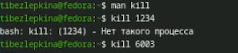 tibezlepkina@fedora:~$ man kill
tibezlepkina@fedora:~$ kill 1234
bash: kill: (1234) - Нет такого процесса
tibezlepkina@fedora:~$ kill 6003